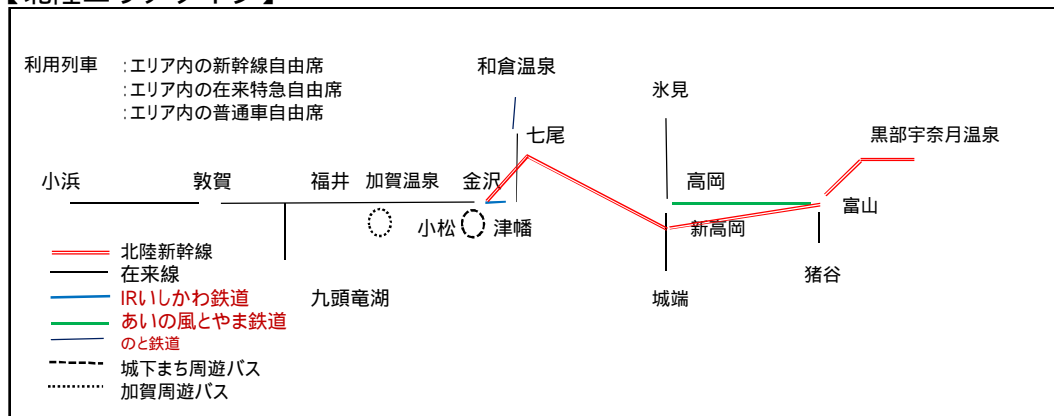 利用列車 :エリア内の新幹線自由席
:エリア内の在来特急自由席
:エリア内の普通車自由席
和倉温泉
氷見
七尾
黒部宇奈月温泉
小浜 敦賀 福井 加賀温泉 金沢 高岡
小松 津幡 新高岡 富山
猪谷
九頭竜湖 城端
北陸新幹線
在来線
IRいしかわ鉄道
あいの風とやま鉄道
のと鉄道
城下まち周遊バス
加賀周遊バス